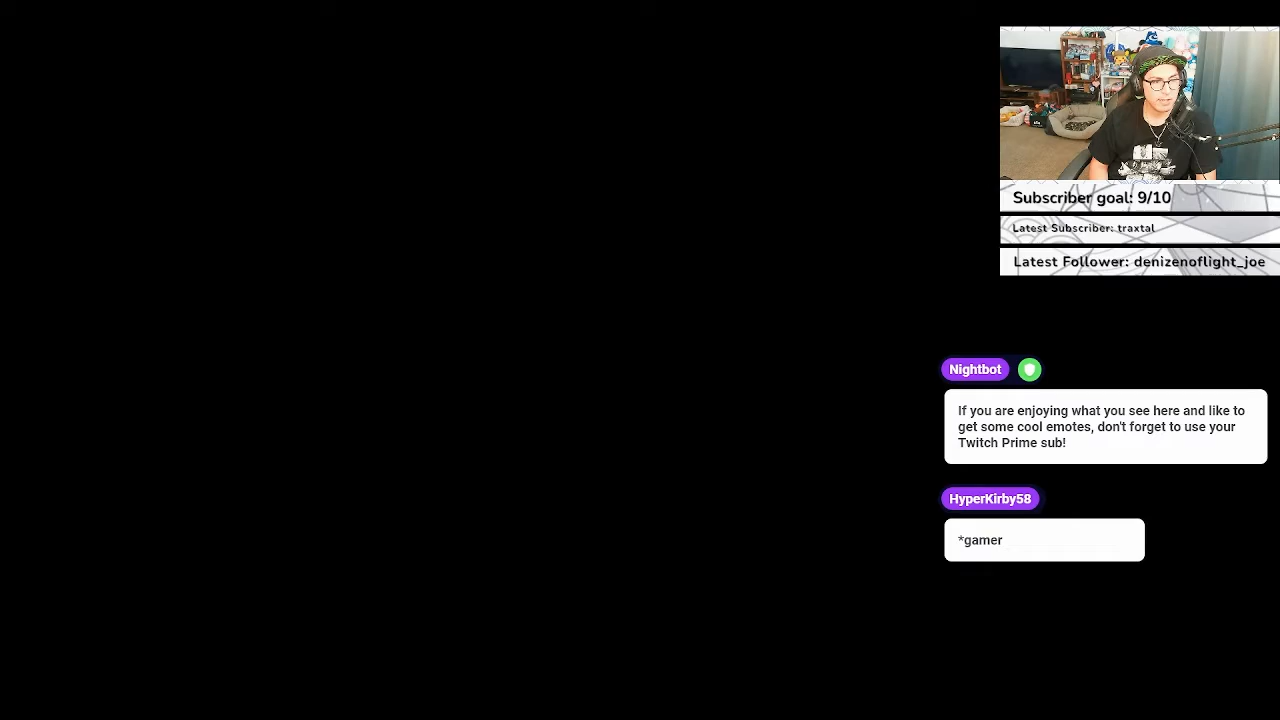 Subscriber goal: 9/10
Latest Subscriber: traxtal
Latest Follower: denizenoflight_joe
Nightbot
If you are enjoying what you see here and like to
get some cool emotes, don't forget to use your
Twitch Prime sub!
HyperKirby58
*gamer